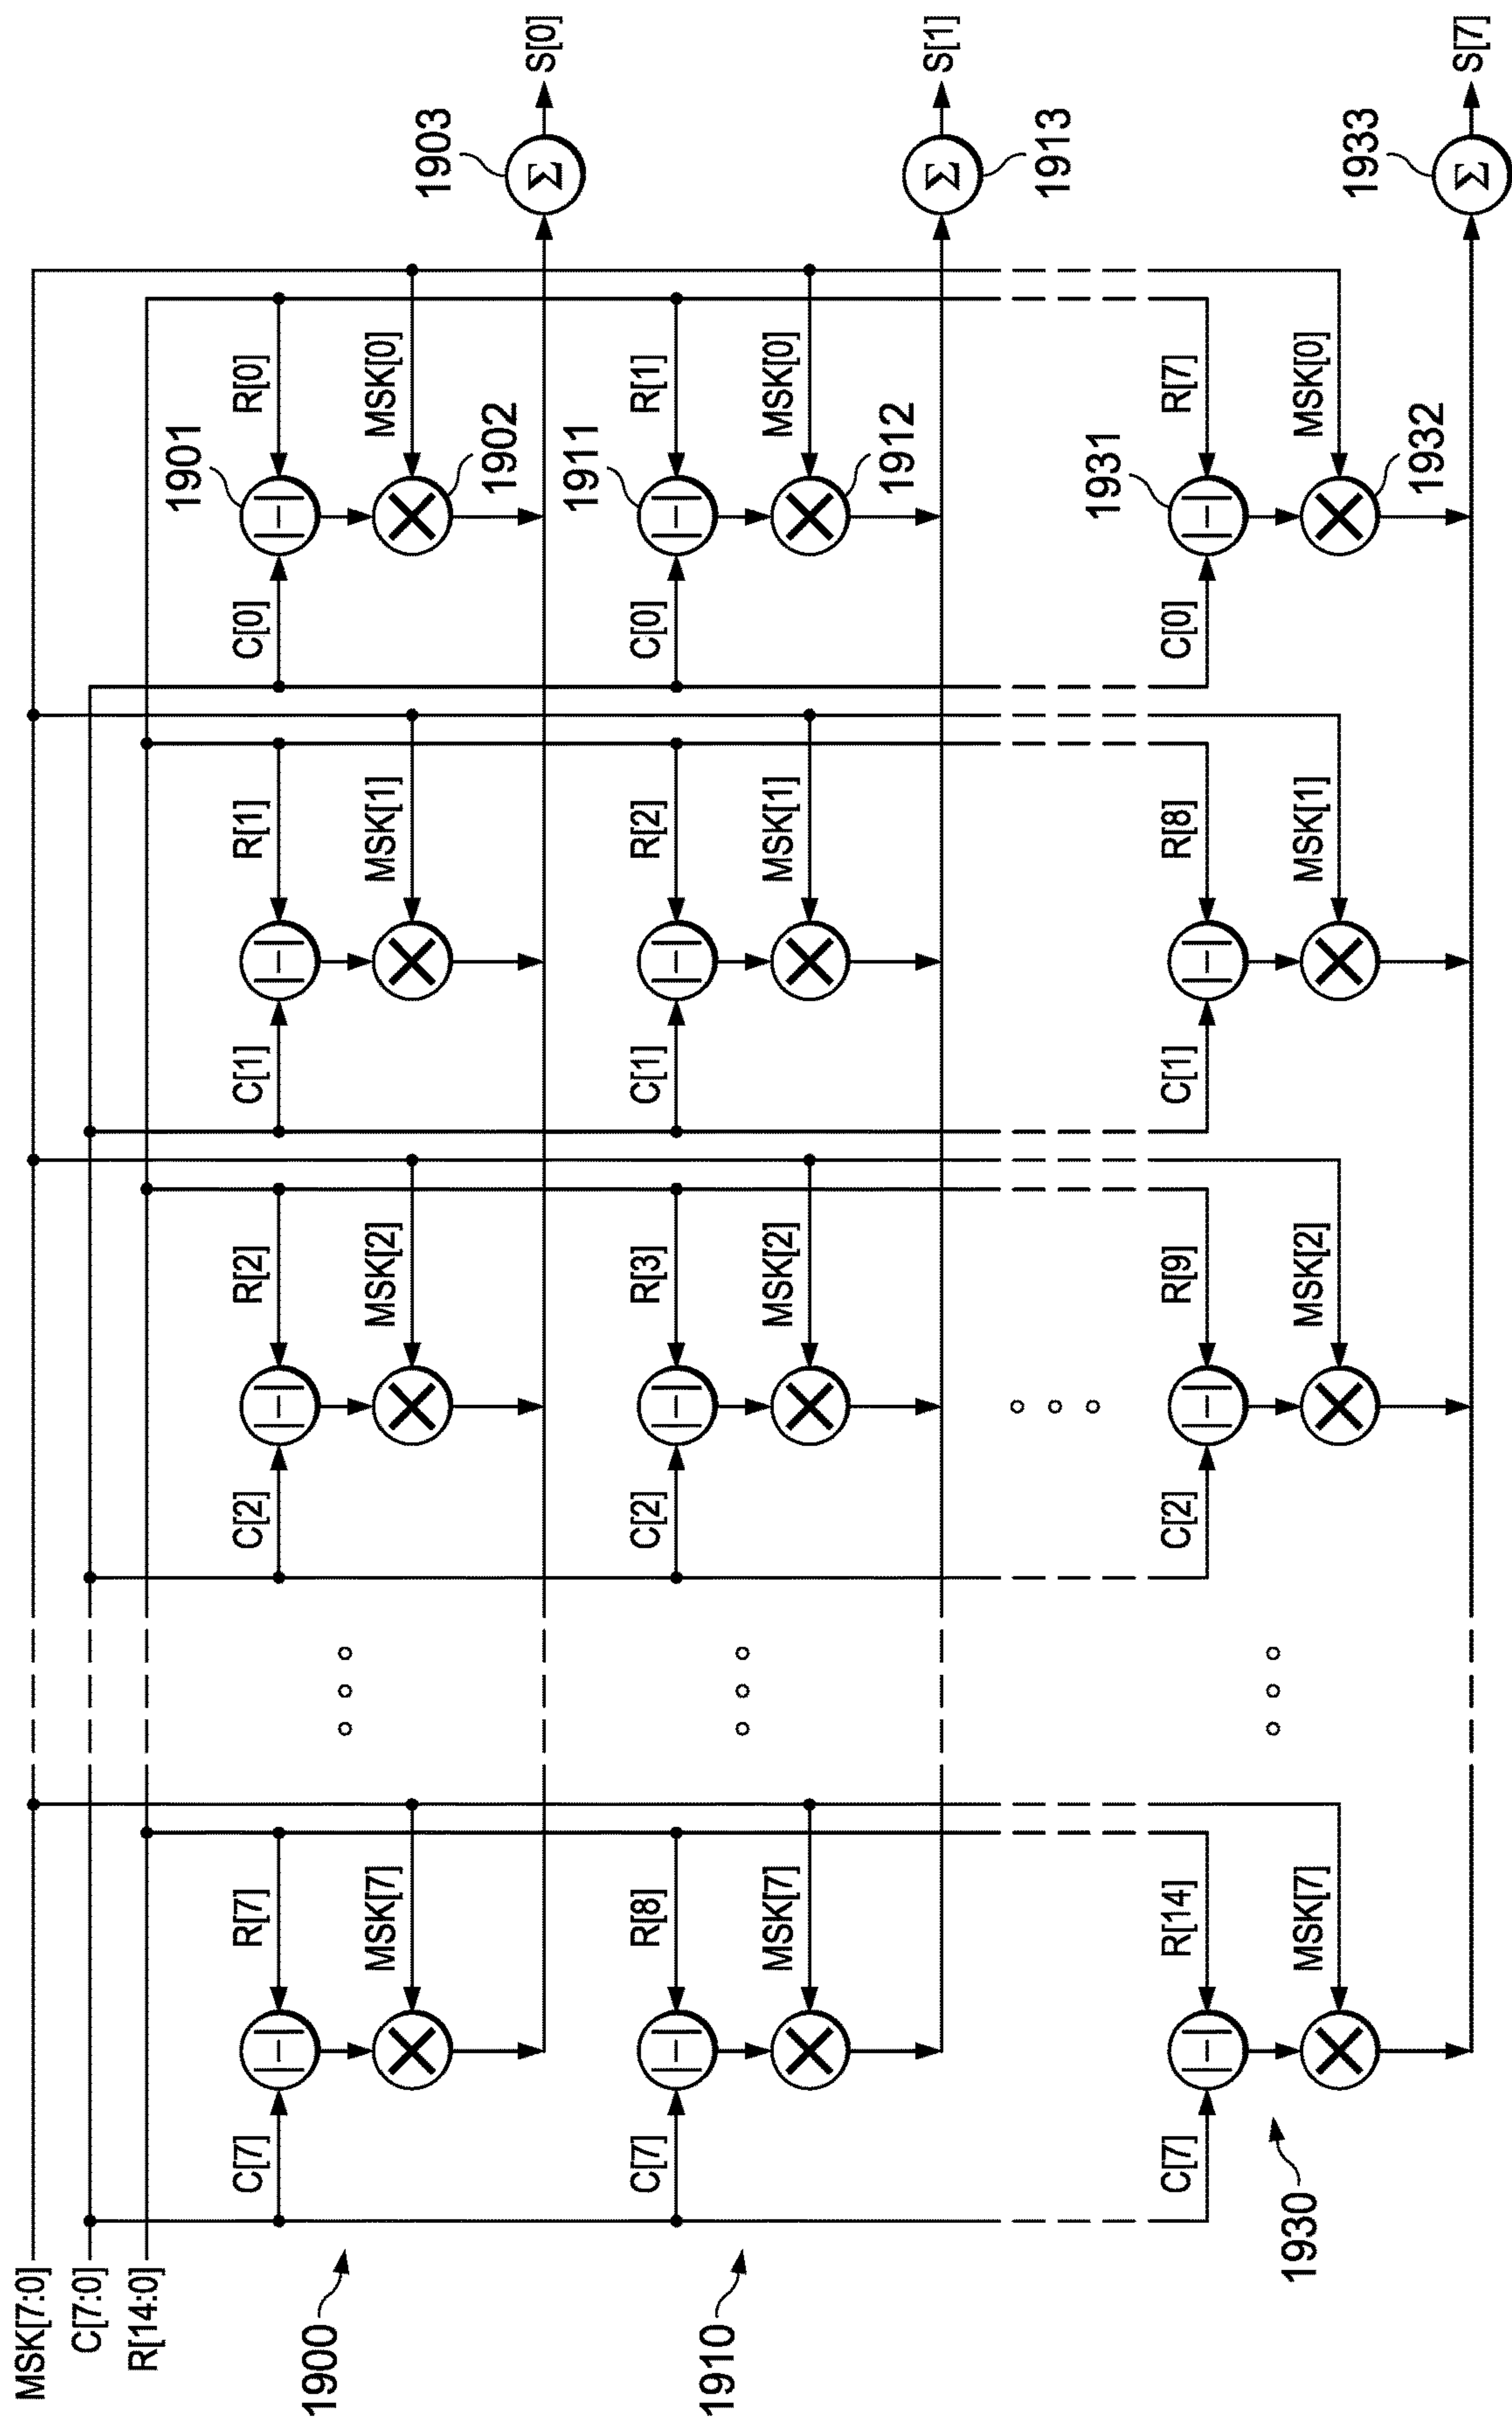 MSK[7:0]
C[7:0]
R[14:0]
1901
C[7] R[7] C[2] R[2] C[1] R[1] C[0] R[0]
1900
MSK[7] MSK[2] MSK[1] MSK[0]
1903
1902
Σ S[0]
1911
C[7] R[8] C[2] R[3] C[1] R[2] C[0] R[1]
1910
MSK[7] MSK[2] MSK[1] MSK[0]
1912
Σ S[1]
1913
1931
C[7] R[14] C[2] R[9] C[1] R[8] C[0] R[7]
1930
MSK[7] MSK[2] MSK[1] MSK[0]
1933
1932
Σ S[7]